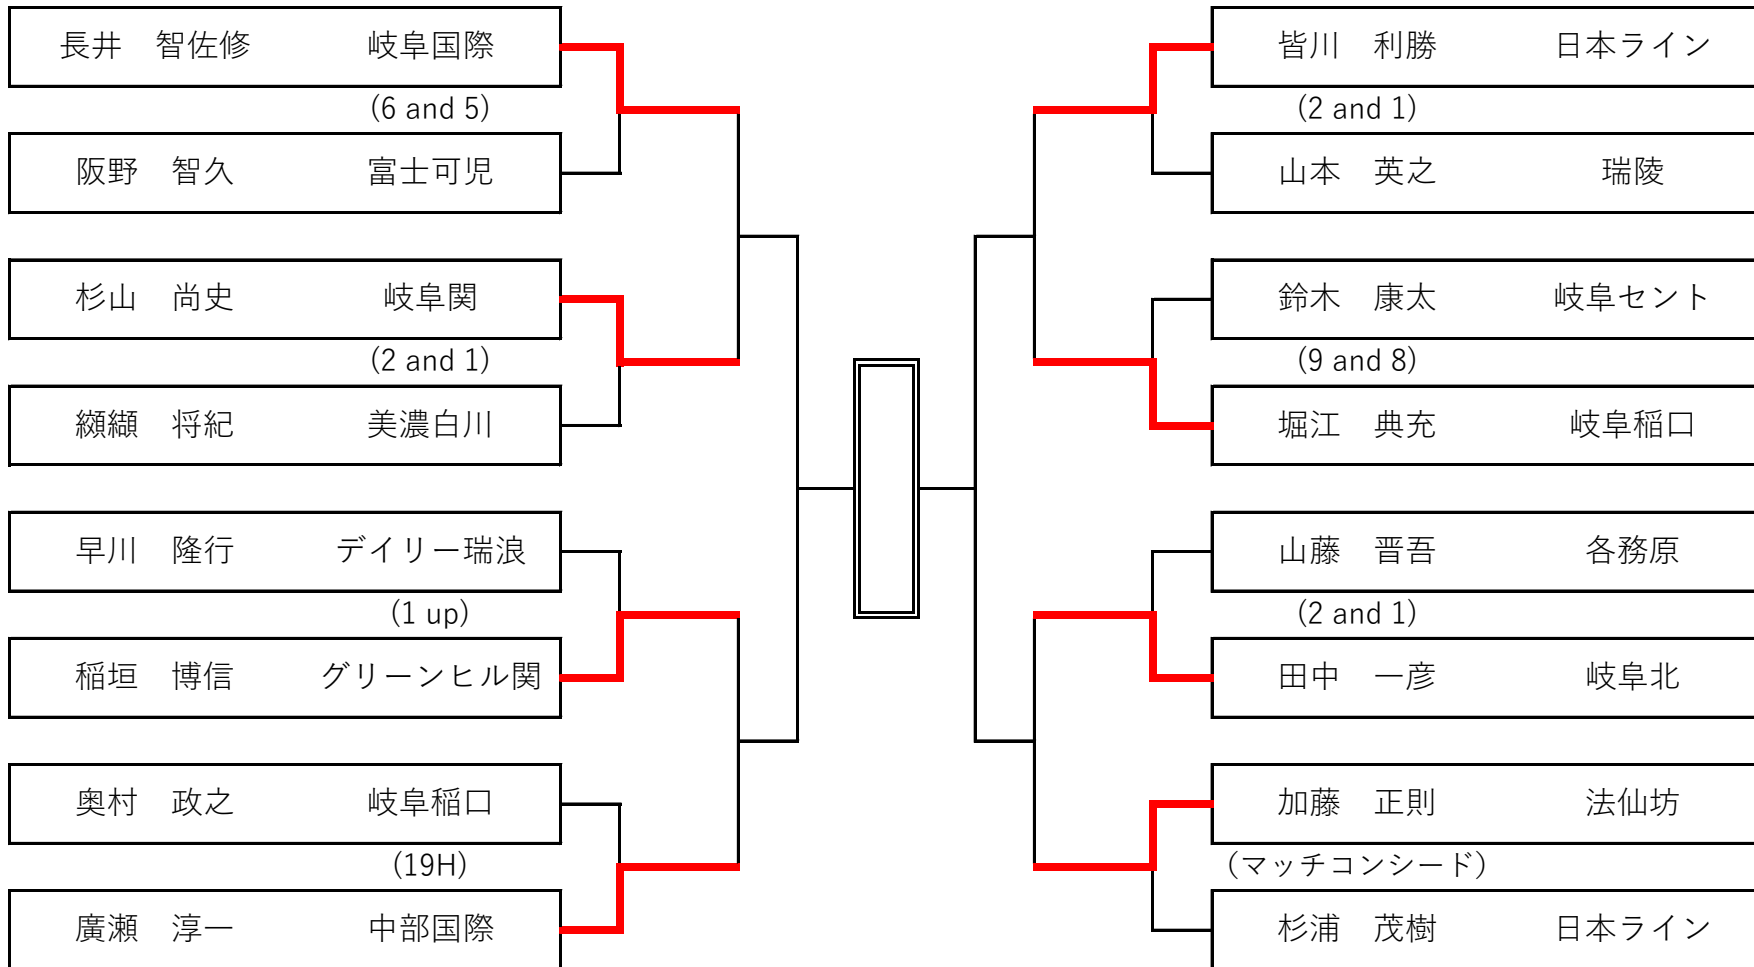 長井　智佐修　岐阜国際
(6 and 5)
阪野　智久　富士可児
杉山　尚史　岐阜関
(2 and 1)
纐纈　将紀　美濃白川
早川　隆行　デイリー瑞浪
(1 up)
稲垣　博信　グリーンヒル関
奥村　政之　岐阜稲口
(19H)
廣瀬　淳一　中部国際
皆川　利勝　日本ライン
(2 and 1)
山本　英之　瑞陵
鈴木　康太　岐阜セント
(9 and 8)
堀江　典充　岐阜稲口
山藤　晋吾　各務原
(2 and 1)
田中　一彦　岐阜北
加藤　正則　法仙坊
（マッチコンシード）
杉浦　茂樹　日本ライン